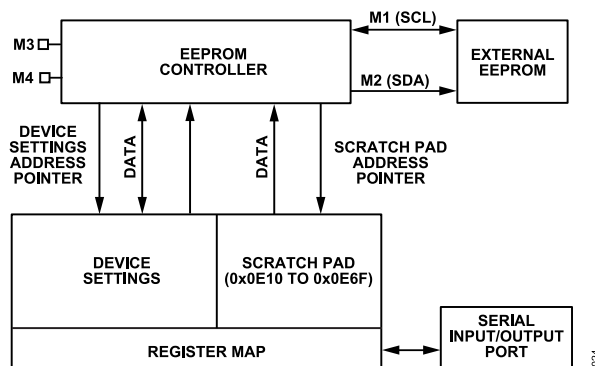 M3
M4
EEPROM
CONTROLLER
M1 (SCL)
M2 (SDA)
EXTERNAL
EEPROM
DEVICE
SETTINGS
ADDRESS
POINTER
DATA
DATA
SCRATCH PAD
ADDRESS
POINTER
DEVICE
SETTINGS
SCRATCH PAD
(0x0E10 TO 0x0E6F)
REGISTER MAP
SERIAL
INPUT/OUTPUT
PORT